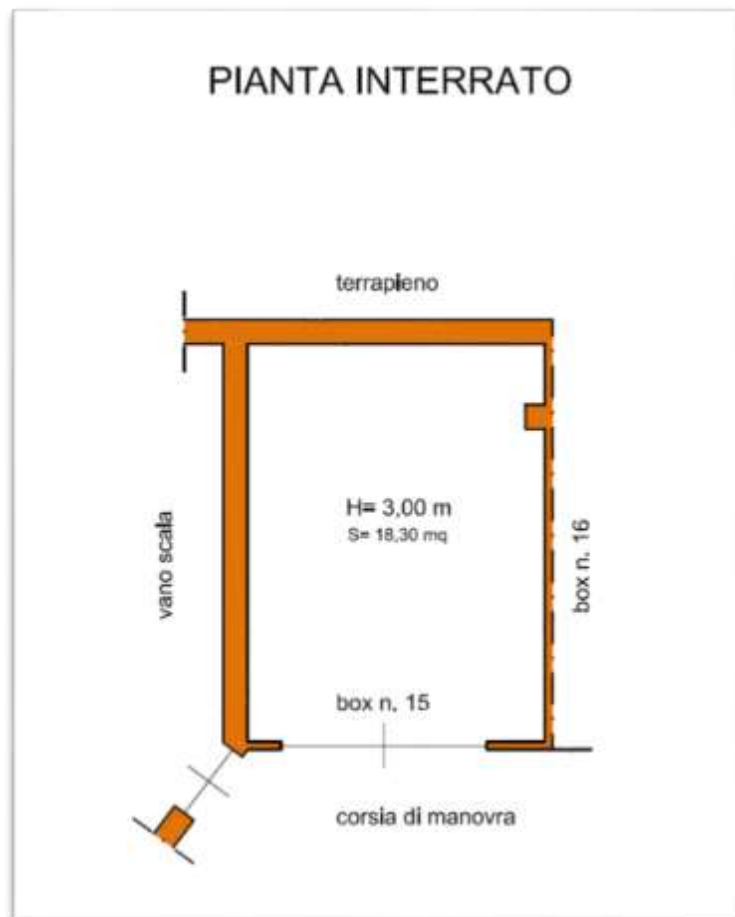 PIANTA INTERRATO
terrapieno
H= 3,00 m
S= 18,30 mq
vano scala
box n. 16
box n. 15
corsia di manovra